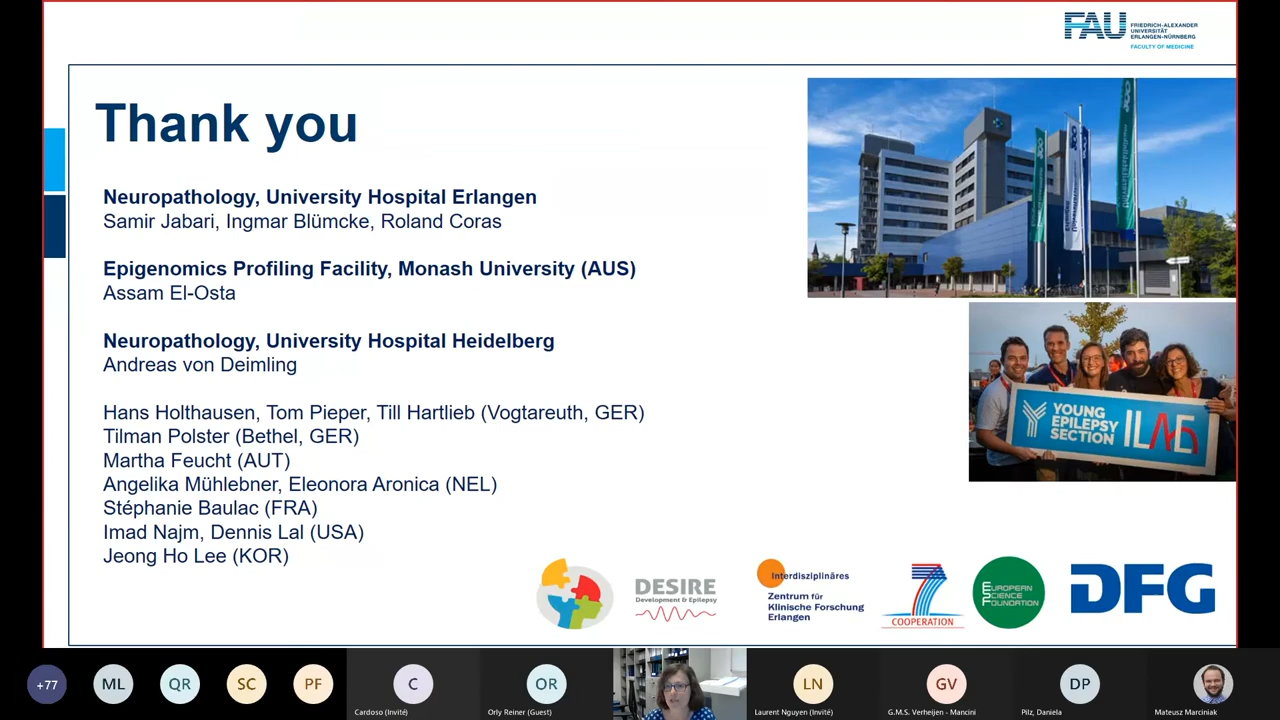 FAU
FRIEDRICH-ALEXANDER
UNIVERSITÄT
ERLANGEN-NÜRNBERG
FACULTY OF MEDICINE
Thank you
Neuropathology, University Hospital Erlangen
Samir Jabari, Ingmar Blümcke, Roland Coras
Epigenomics Profiling Facility, Monash University (AUS)
Assam El-Osta
Neuropathology, University Hospital Heidelberg
Andreas von Deimling
Hans Holthausen, Tom Pieper, Till Hartlieb (Vogtareuth, GER)
Tilman Polster (Bethel, GER)
Martha Feucht (AUT)
Angelika Mühlebner, Eleonora Aronica (NEL)
Stéphanie Baulac (FRA)
Imad Najm, Dennis Lal (USA)
Jeong Ho Lee (KOR)
YOUNG
EPILEPSY
SECTION
ILAE
DESIRE
Development & Epilepsy
Interdisziplinäres
Zentrum für
Klinische Forschung
Erlangen
7
COOPERATION
EUROPEAN
SCIENCE
FOUNDATION
DFG
+77
ML
QR
SC
PF
C
Cardoso (Invité)
OR
Orly Reiner (Guest)
LN
Laurent Nguyen (Invité)
GV
G.M.S. Verheijen - Mancini
DP
Pilz, Daniela
Mateusz Marciniak